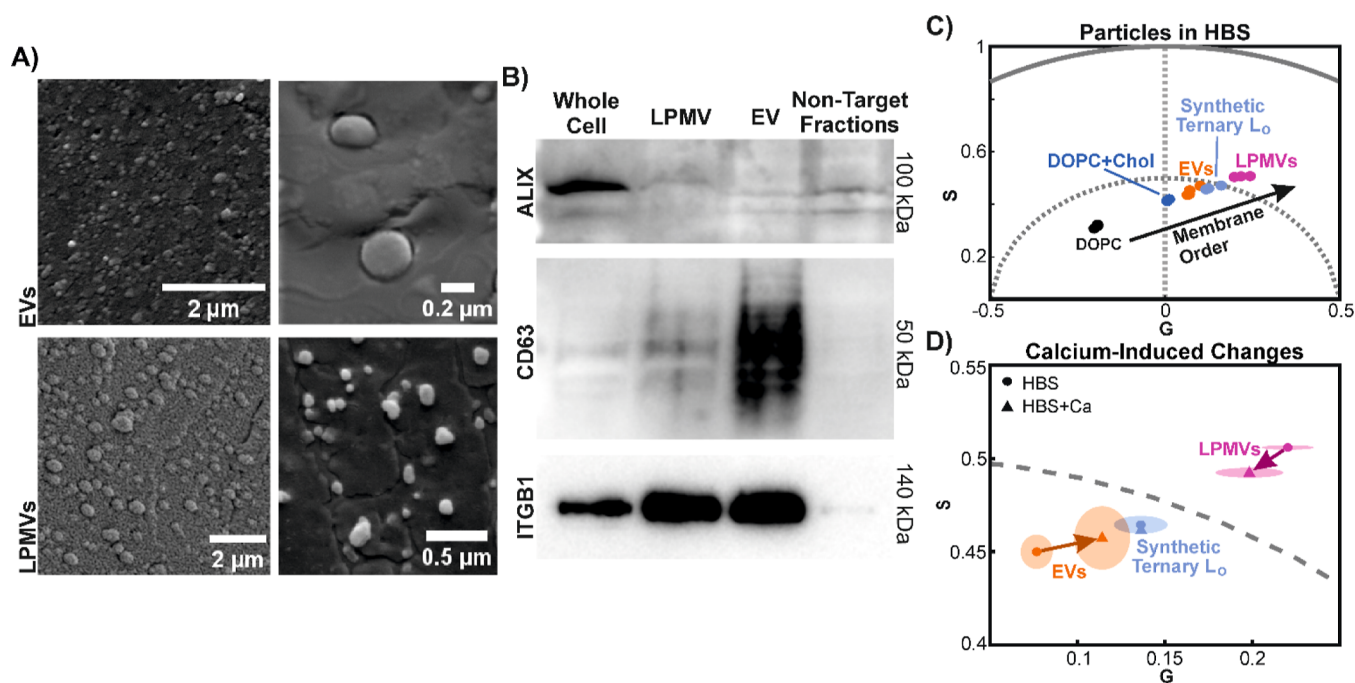 A)
EVs
2 µm
0.2 µm
LPMVs
2 µm
0.5 µm
B)
Whole
Cell
LPMV
EV
Non-Target
Fractions
ALIX
100 kDa
CD63
50 kDa
ITGB1
140 kDa
C)
Particles in HBS
1
0.6
0.2
S
Synthetic
Ternary Lo
DOPC+Chol
EVs
LPMVs
DOPC
Membrane
Order
-0.5
0
0.5
G
D)
Calcium-Induced Changes
0.55
0.5
0.45
0.4
S
HBS
HBS+Ca
LPMVs
EVs
Synthetic
Ternary Lo
0.1
0.15
0.2
G